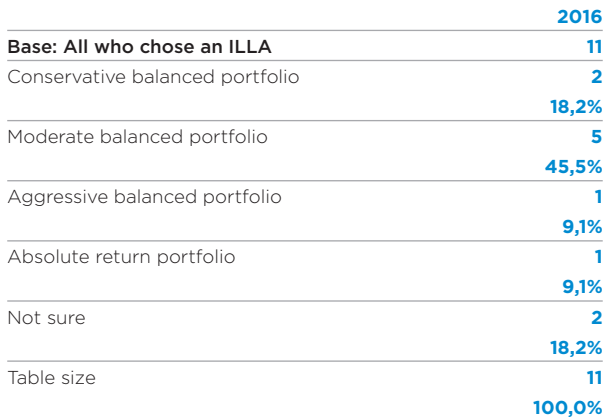 2016
Base: All who chose an ILLA 11
Conservative balanced portfolio 2
18,2%
Moderate balanced portfolio 5
45,5%
Aggressive balanced portfolio 1
9,1%
Absolute return portfolio 1
9,1%
Not sure 2
18,2%
Table size 11
100,0%